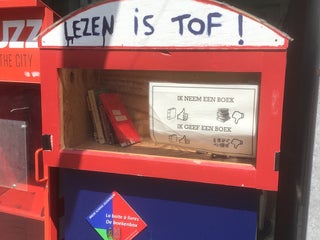 LEZEN is TOF !
UZZ
THE CITY
IK NEEM EEN BOEK
IK GEEF EEN BOEK
La boîte à livres
De boekenbox